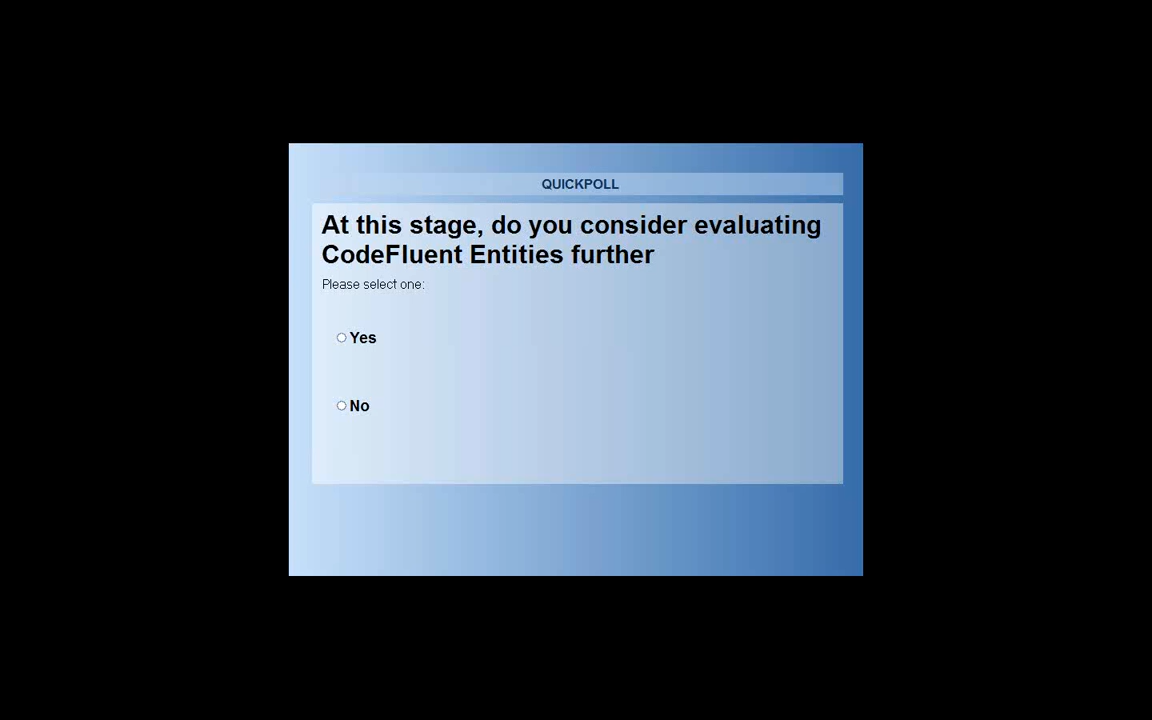 QUICKPOLL
At this stage, do you consider evaluating
CodeFluent Entities further
Please select one:
Yes
No